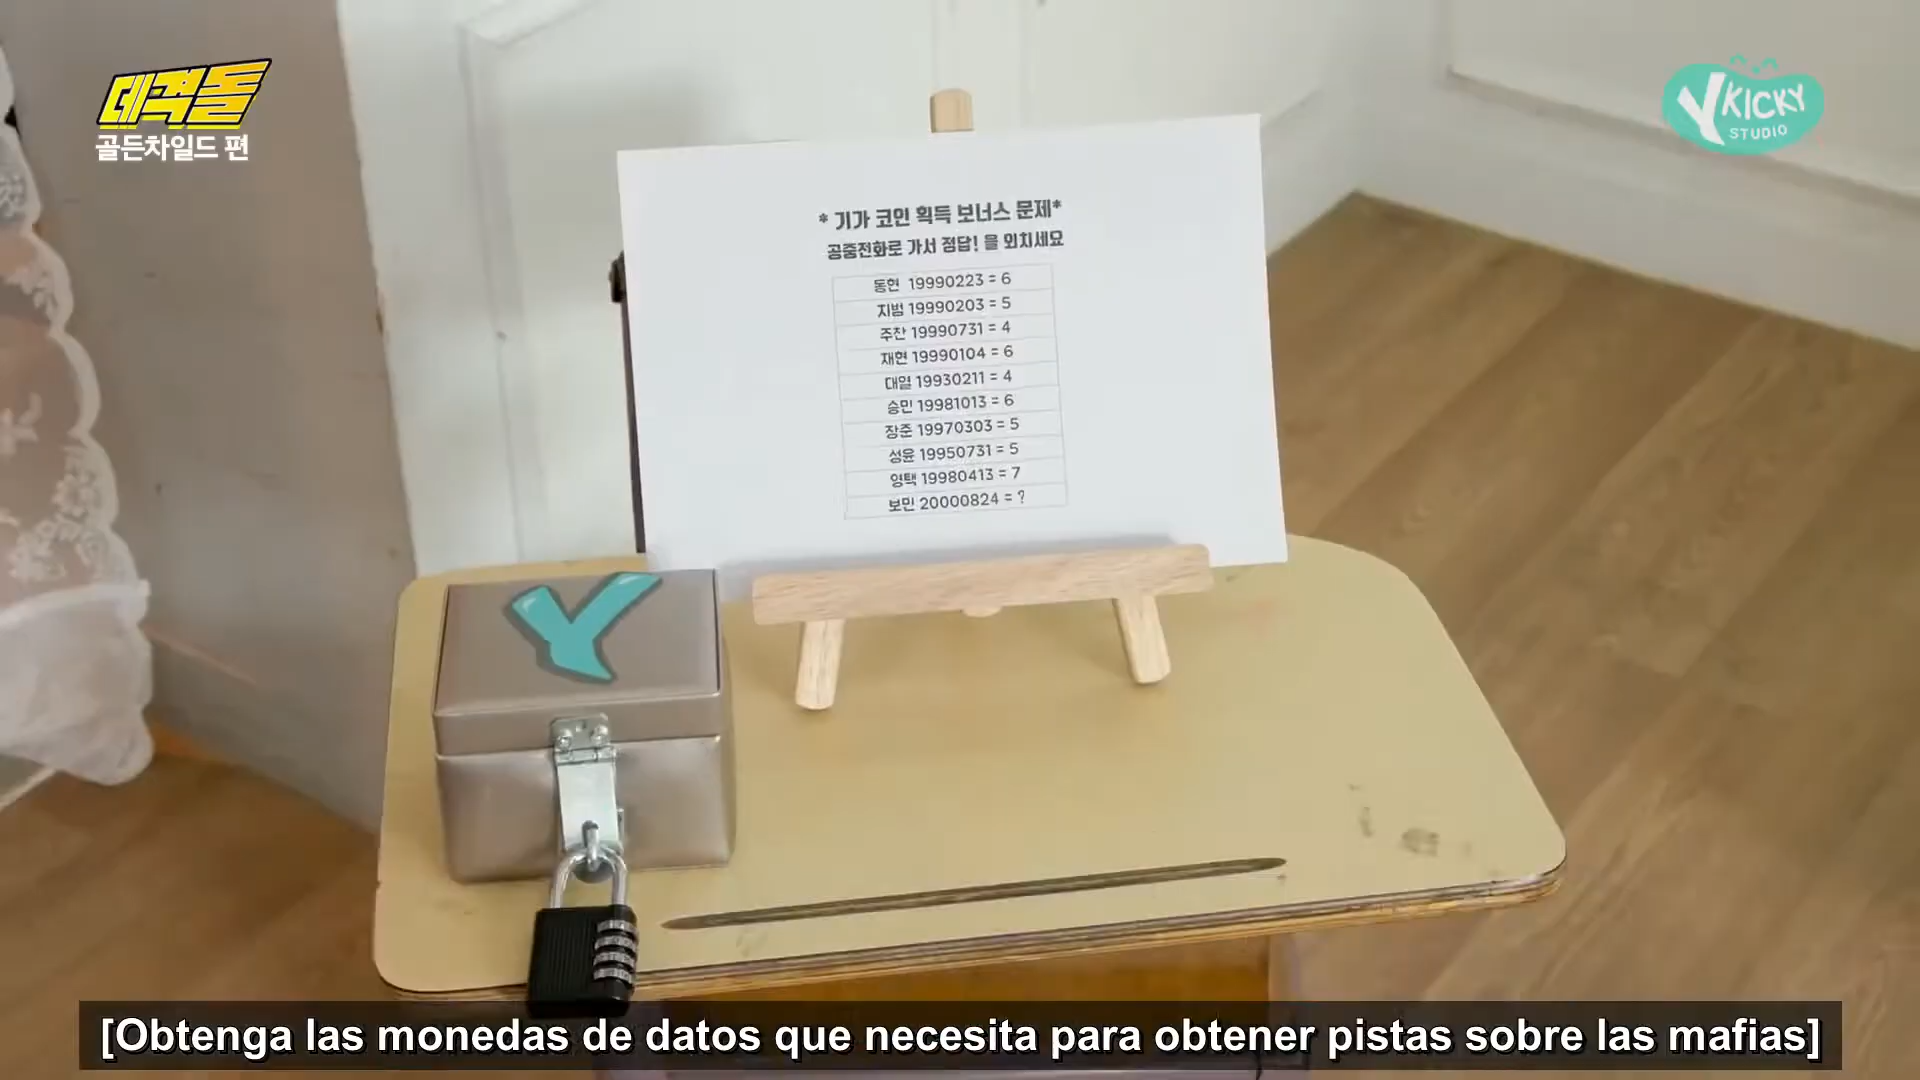 데격돌
골든차일드 편
YKICKY
STUDIO
* 기가 코인 획득 보너스 문제*
공중전화로 가서 정답! 을 외치세요
동현 19990223 = 6
지범 19990203 = 5
주찬 19990731 = 4
재현 19990104 = 6
대열 19930211 = 4
승민 19981013 = 6
장준 19970303 = 5
성윤 19950731 = 5
영택 19980413 = 7
보민 20000824 = ?
Y
[Obtenga las monedas de datos que necesita para obtener pistas sobre las mafias]